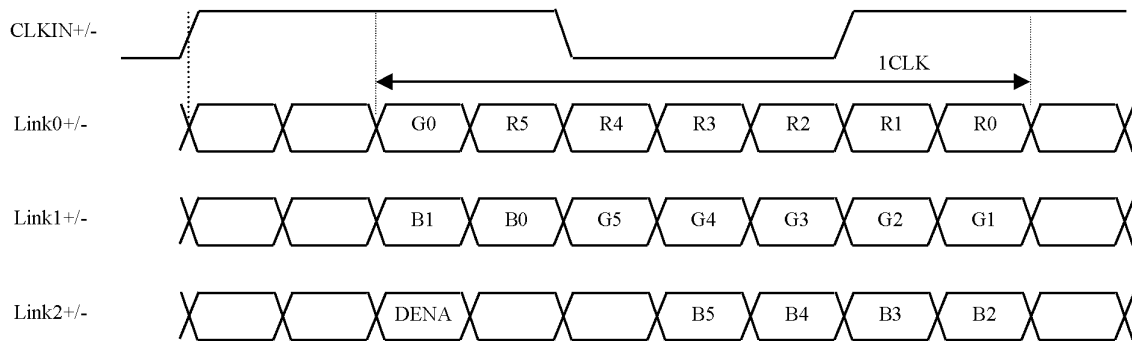 CLKIN+/-
1CLK
Link0+/- G0 R5 R4 R3 R2 R1 R0
Link1+/- B1 B0 G5 G4 G3 G2 G1
Link2+/- DENA B5 B4 B3 B2